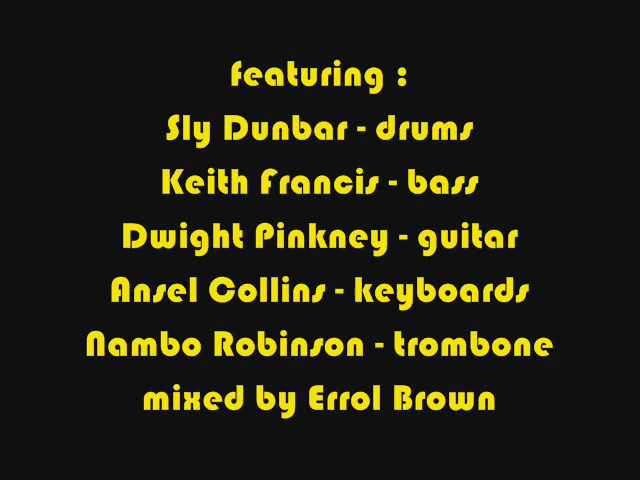 featuring :
Sly Dunbar - drums
Keith Francis - bass
Dwight Pinkney - guitar
Ansel Collins - keyboards
Nambo Robinson - trombone
mixed by Errol Brown